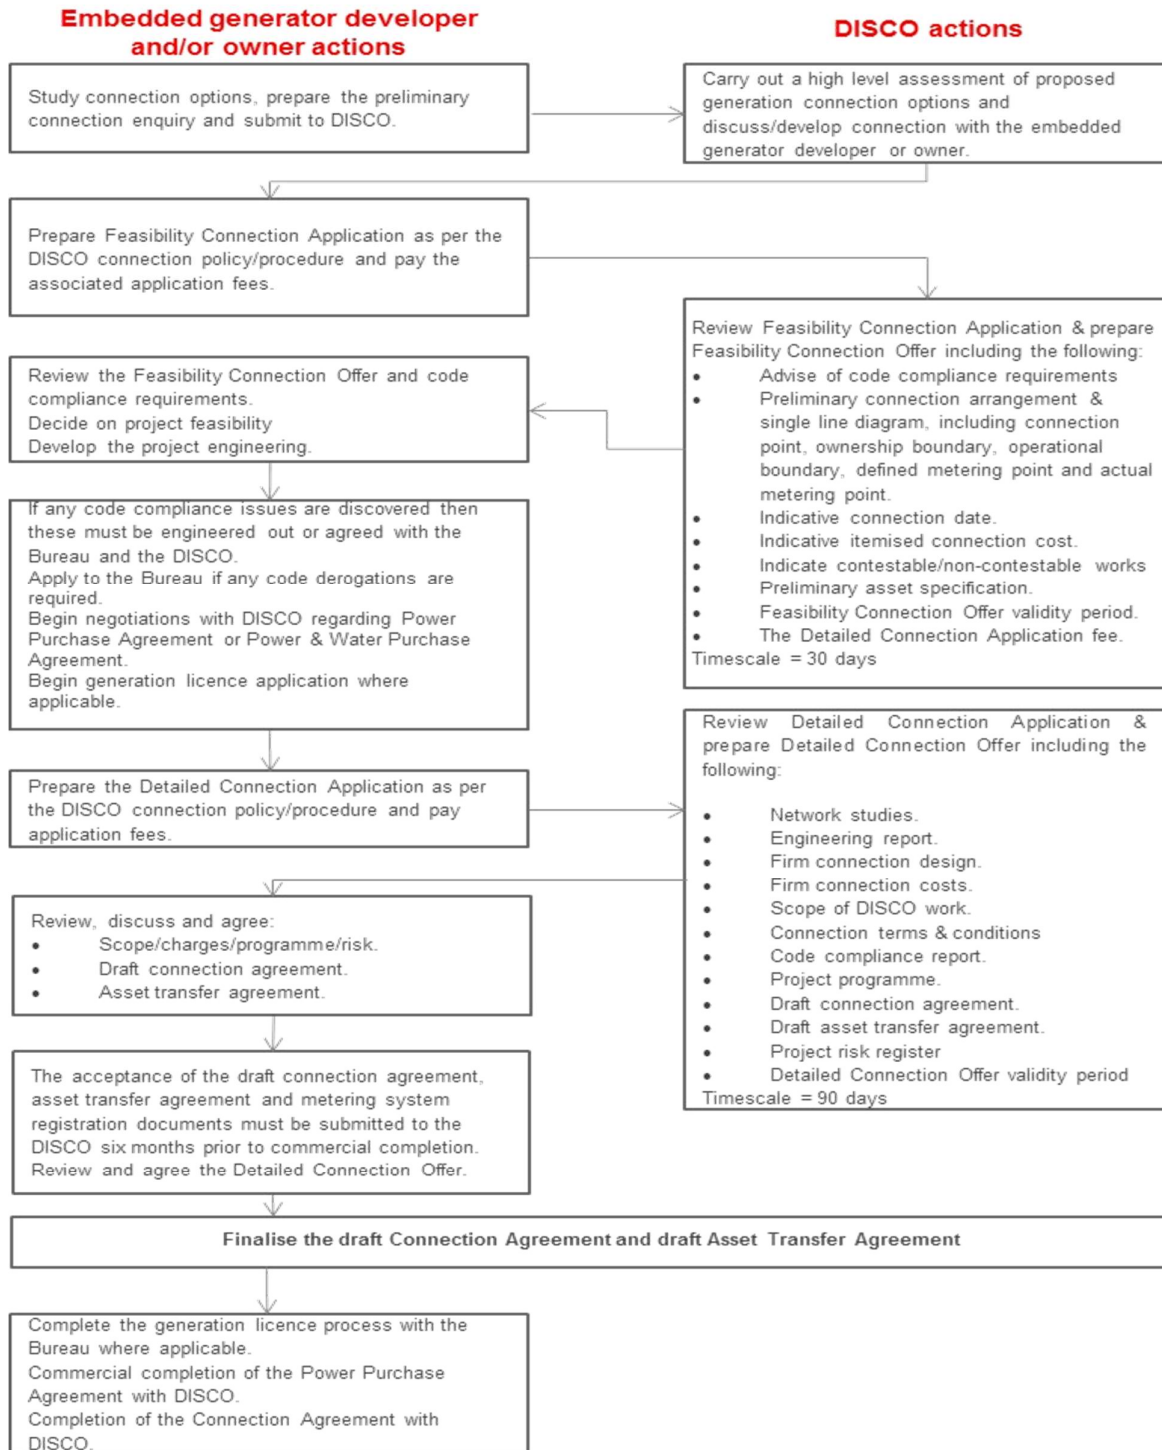 Embedded generator developer
and/or owner actions
DISCO actions
Study connection options, prepare the preliminary
connection enquiry and submit to DISCO.
Carry out a high level assessment of proposed
generation connection options and
discuss/develop connection with the embedded
generator developer or owner.
Prepare Feasibility Connection Application as per the
DISCO connection policy/procedure and pay the
associated application fees.
Review Feasibility Connection Application & prepare
Feasibility Connection Offer including the following:
• Advise of code compliance requirements
• Preliminary connection arrangement &
single line diagram, including connection
point, ownership boundary, operational
boundary, defined metering point and actual
metering point.
• Indicative connection date.
• Indicative itemised connection cost.
• Indicate contestable/non-contestable works
• Preliminary asset specification.
• Feasibility Connection Offer validity period.
• The Detailed Connection Application fee.
Timescale = 30 days
Review the Feasibility Connection Offer and code
compliance requirements.
Decide on project feasibility
Develop the project engineering.
If any code compliance issues are discovered then
these must be engineered out or agreed with the
Bureau and the DISCO.
Apply to the Bureau if any code derogations are
required.
Begin negotiations with DISCO regarding Power
Purchase Agreement or Power & Water Purchase
Agreement.
Begin generation licence application where
applicable.
Prepare the Detailed Connection Application as per
the DISCO connection policy/procedure and pay
application fees.
Review Detailed Connection Application &
prepare Detailed Connection Offer including the
following:
• Network studies.
• Engineering report.
• Firm connection design.
• Firm connection costs.
• Scope of DISCO work.
• Connection terms & conditions
• Code compliance report.
• Project programme.
• Draft connection agreement.
• Draft asset transfer agreement.
• Project risk register
• Detailed Connection Offer validity period
Timescale = 90 days
Review, discuss and agree:
• Scope/charges/programme/risk.
• Draft connection agreement.
• Asset transfer agreement.
The acceptance of the draft connection agreement,
asset transfer agreement and metering system
registration documents must be submitted to the
DISCO six months prior to commercial completion.
Review and agree the Detailed Connection Offer.
Finalise the draft Connection Agreement and draft Asset Transfer Agreement
Complete the generation licence process with the
Bureau where applicable.
Commercial completion of the Power Purchase
Agreement with DISCO.
Completion of the Connection Agreement with
DISCO.